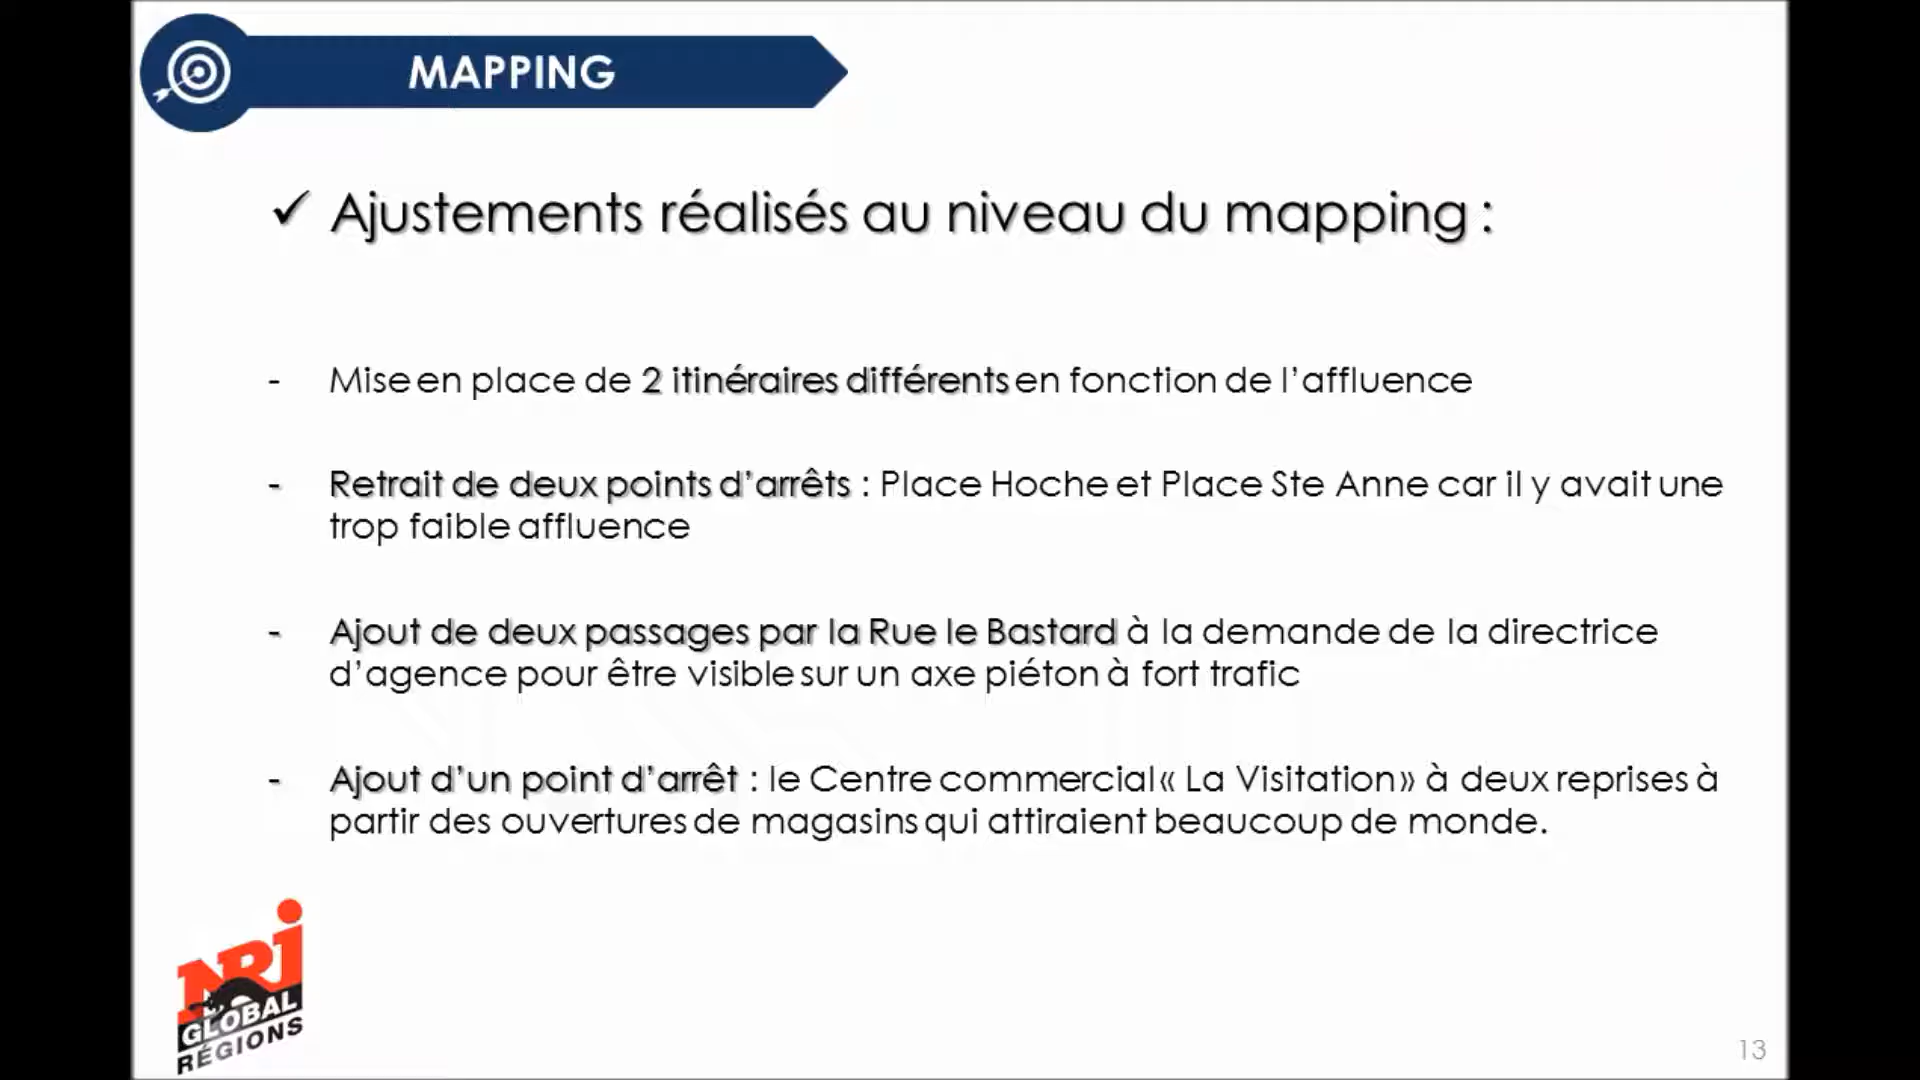 MAPPING
✓ Ajustements réalisés au niveau du mapping :
- Mise en place de 2 itinéraires différents en fonction de l'affluence
- Retrait de deux points d'arrêts : Place Hoche et Place Ste Anne car il y avait une
trop faible affluence
- Ajout de deux passages par la Rue le Bastard à la demande de la directrice
d'agence pour être visible sur un axe piéton à fort trafic
- Ajout d'un point d'arrêt : le Centre commercial « La Visitation » à deux reprises à
partir des ouvertures de magasins qui attiraient beaucoup de monde.
NRJ
GLOBAL
RÉGIONS
13